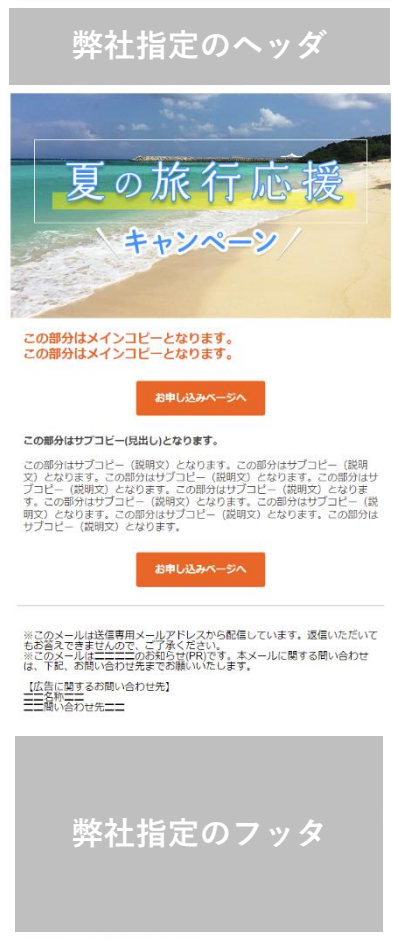 弊社指定のヘッダ
夏の旅行応援
キャンペーン
この部分はメインコピーとなります。
この部分はメインコピーとなります。
お申し込みページへ
この部分はサブコピー(見出し)となります。
この部分はサブコピー（説明文）となります。この部分はサブコピー（説明
文）となります。この部分はサブコピー（説明文）となります。この部分はサ
ブコピー（説明文）となります。この部分はサブコピー（説明文）となりま
す。この部分はサブコピー（説明文）となります。この部分はサブコピー（説
明文）となります。この部分はサブコピー（説明文）となります。この部分は
サブコピー（説明文）となります。
お申し込みページへ
※このメールは送信専用メールアドレスから配信しています。返信いただいて
もお答えできませんので、ご了承ください。
※このメールは〓〓〓〓のお知らせ(PR)です。本メールに関する問い合わせ
は、下記、お問い合わせ先までお願いいたします。
【広告に関するお問い合わせ先】
〓〓名称〓〓
〓〓問い合わせ先〓〓
弊社指定のフッタ